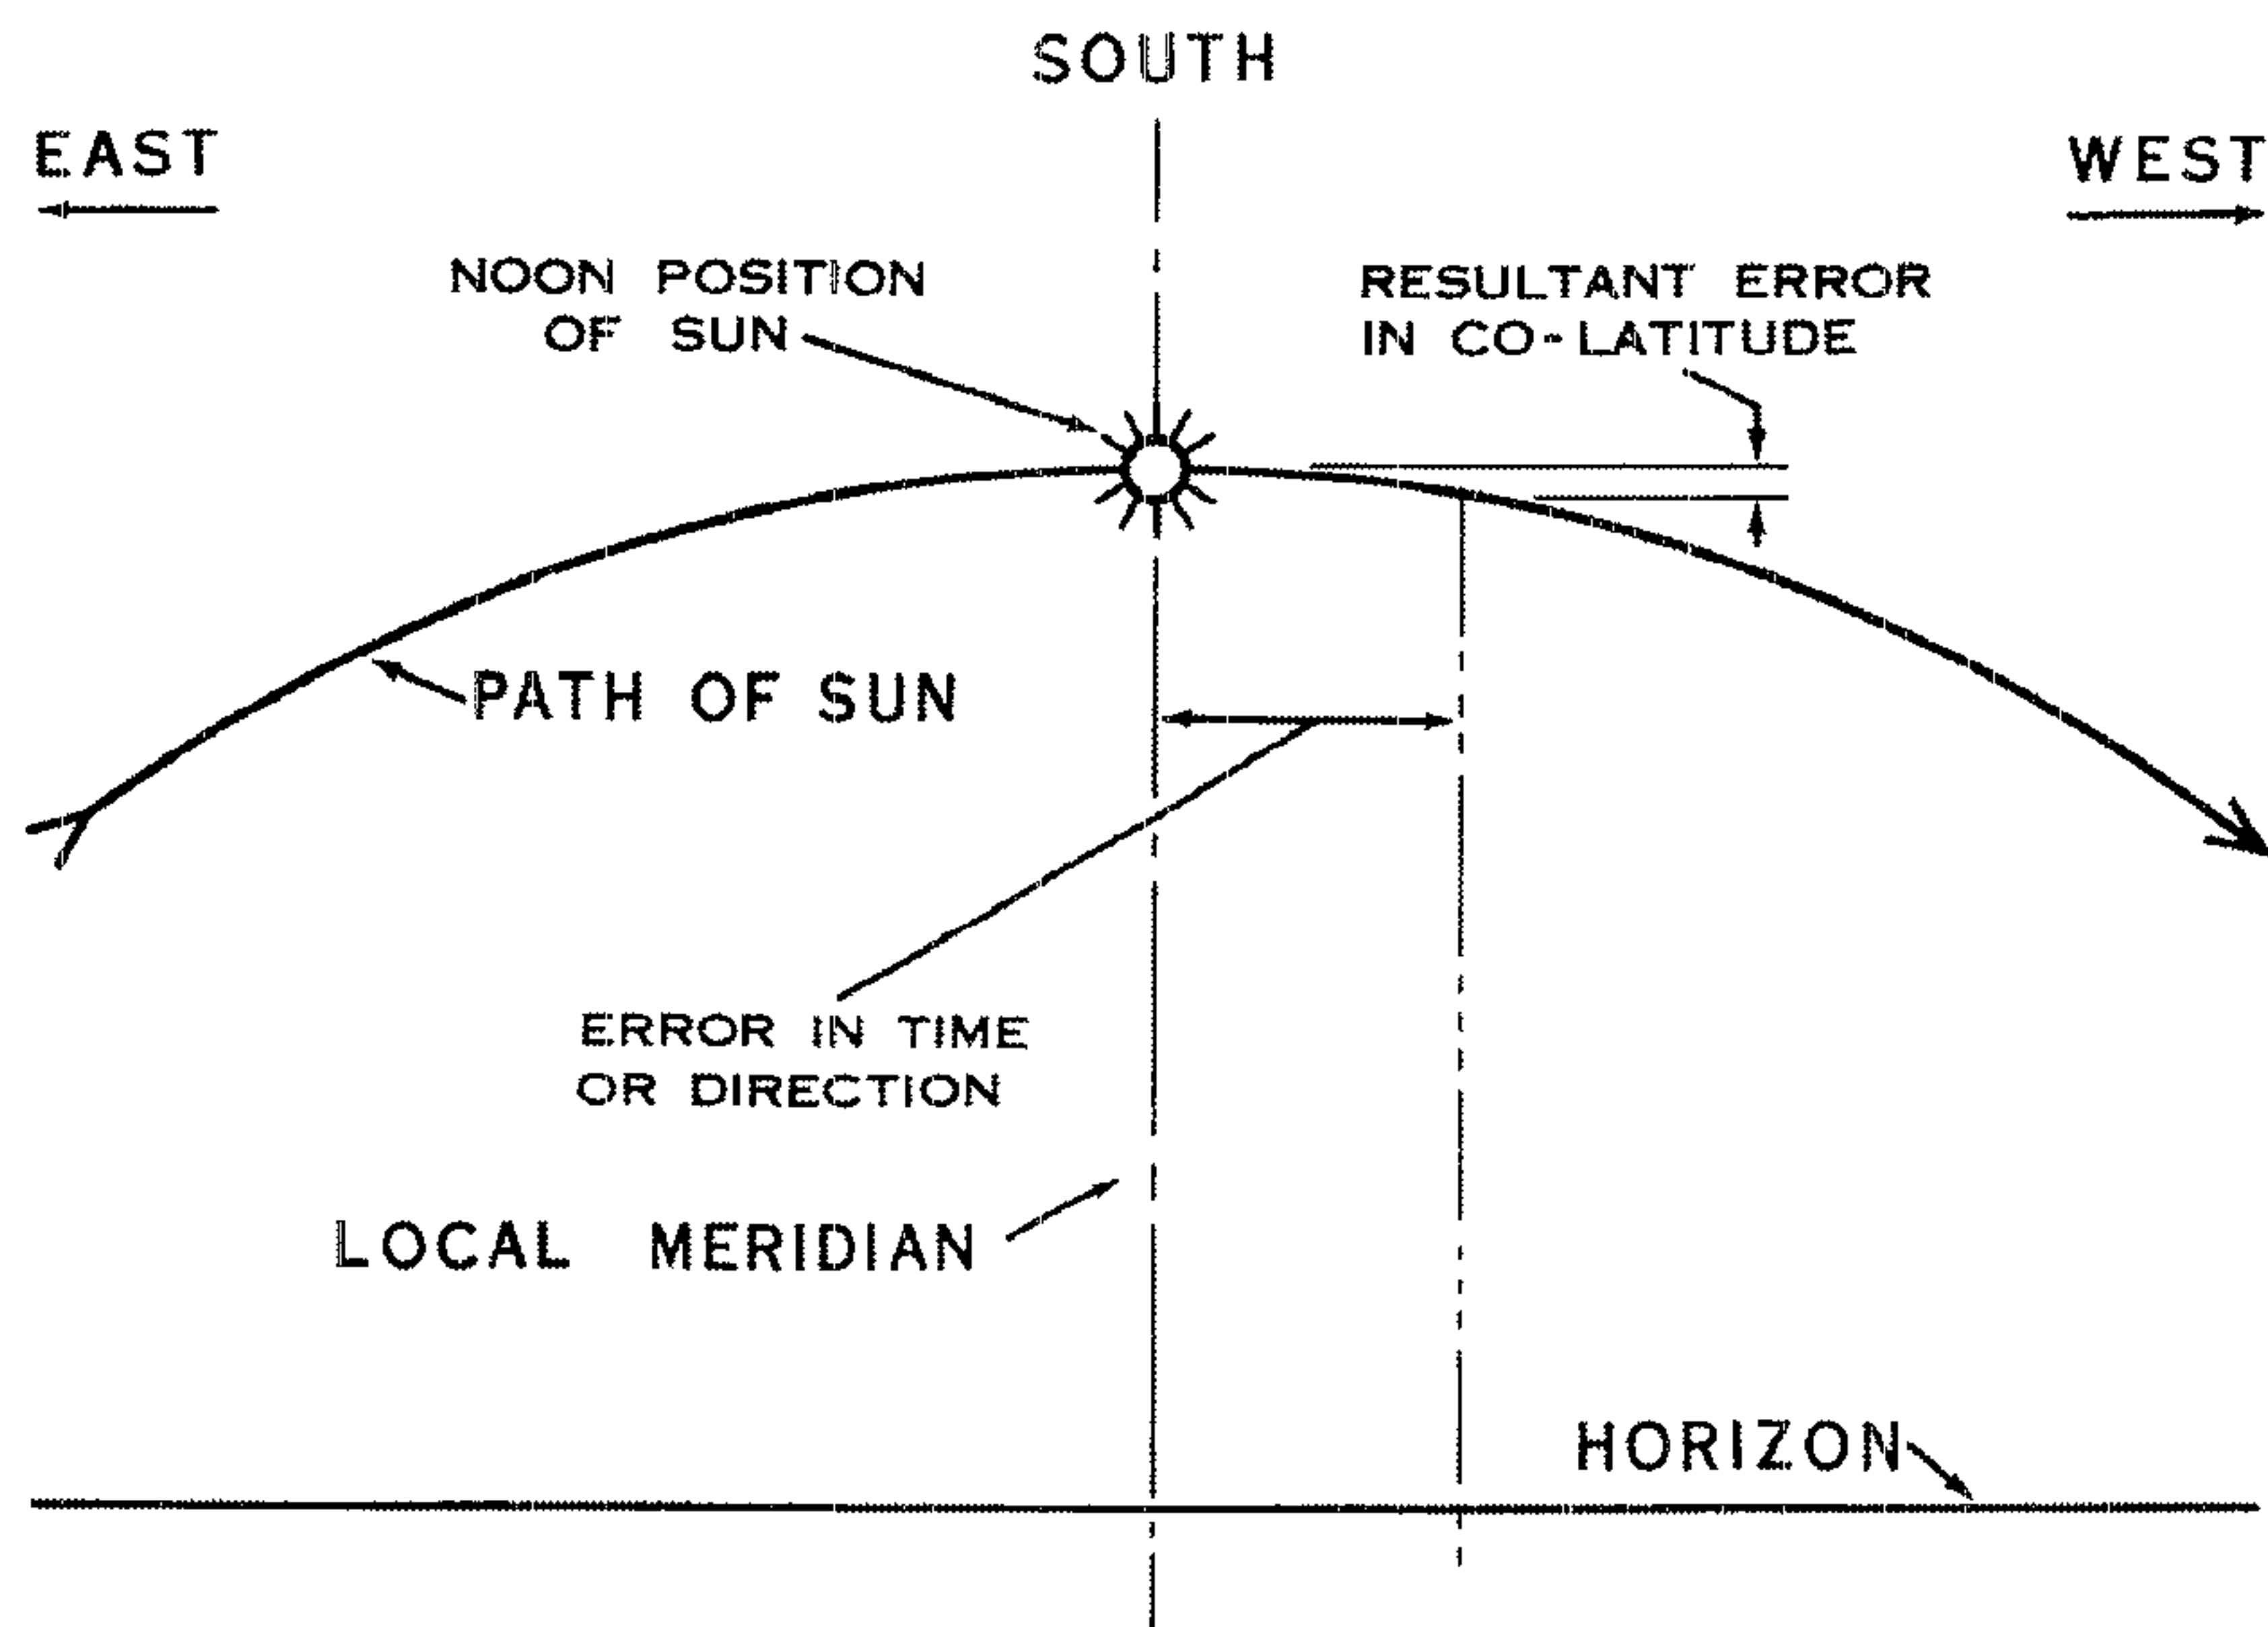 SOUTH
EAST
WEST
NOON POSITION
OF SUN
RESULTANT ERROR
IN CO-LATITUDE
PATH OF SUN
ERROR IN TIME
OR DIRECTION
LOCAL MERIDIAN
HORIZON